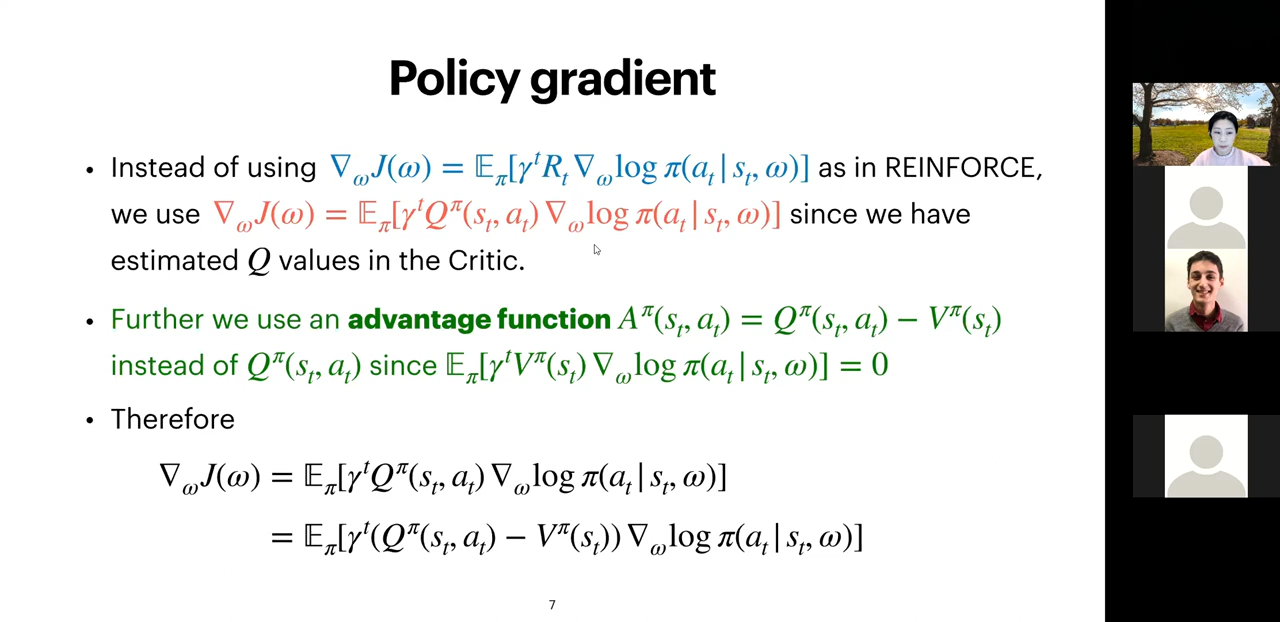 Policy gradient
• Instead of using ∇_ωJ(ω) = 𝔼_π[γ^t R_t ∇_ω log π(a_t | s_t, ω)] as in REINFORCE,
we use ∇_ωJ(ω) = 𝔼_π[γ^t Q^π(s_t, a_t) ∇_ω log π(a_t | s_t, ω)] since we have
estimated Q values in the Critic.
• Further we use an advantage function A^π(s_t, a_t) = Q^π(s_t, a_t) − V^π(s_t)
instead of Q^π(s_t, a_t) since 𝔼_π[γ^t V^π(s_t) ∇_ω log π(a_t | s_t, ω)] = 0
• Therefore
∇_ωJ(ω) = 𝔼_π[γ^t Q^π(s_t, a_t) ∇_ω log π(a_t | s_t, ω)]
= 𝔼_π[γ^t (Q^π(s_t, a_t) − V^π(s_t)) ∇_ω log π(a_t | s_t, ω)]
7